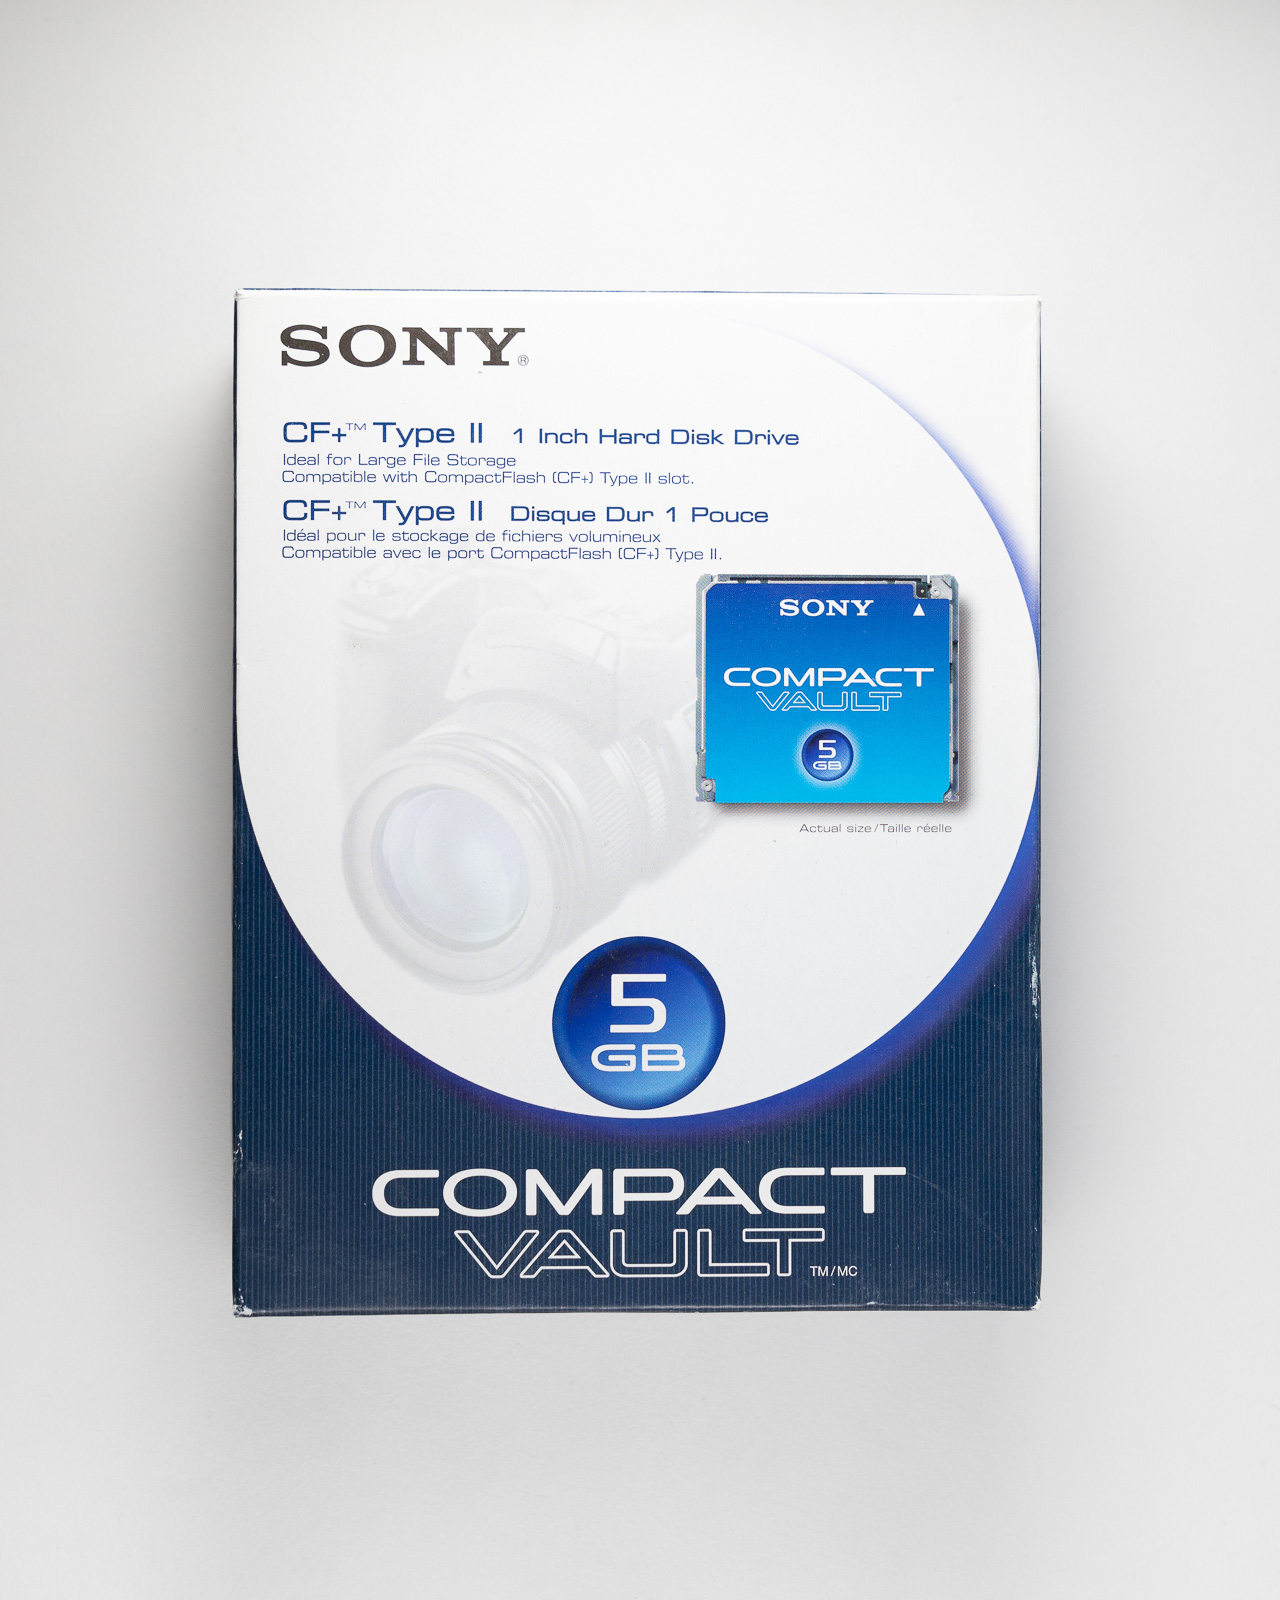 SONY®
CF+™ Type II 1 Inch Hard Disk Drive
Ideal for Large File Storage
Compatible with CompactFlash (CF+) Type II slot.
CF+™ Type II Disque Dur 1 Pouce
Idéal pour le stockage de fichiers volumineux
Compatible avec le port CompactFlash (CF+) Type II.
SONY
COMPACT
VAULT
5
GB
Actual size/Taille réelle
5
GB
COMPACT
VAULT TM/MC